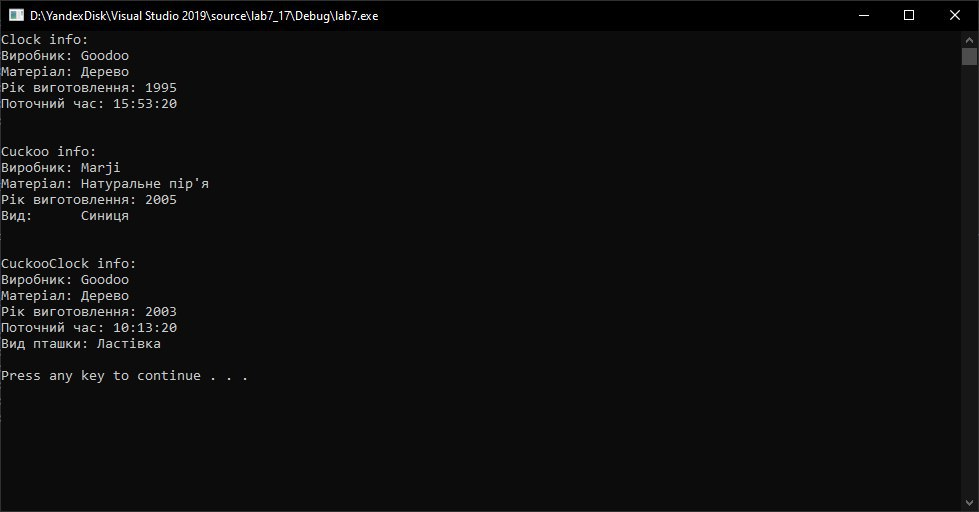 D:\YandexDisk\Visual Studio 2019\source\lab7_17\Debug\lab7.exe
Clock info:
Виробник: Goodoo
Матеріал: Дерево
Рік виготовлення: 1995
Поточний час: 15:53:20
Cuckoo info:
Виробник: Marji
Матеріал: Натуральне пір'я
Рік виготовлення: 2005
Вид:      Синиця
CuckooClock info:
Виробник: Goodoo
Матеріал: Дерево
Рік виготовлення: 2003
Поточний час: 10:13:20
Вид пташки: Ластівка
Press any key to continue . . .